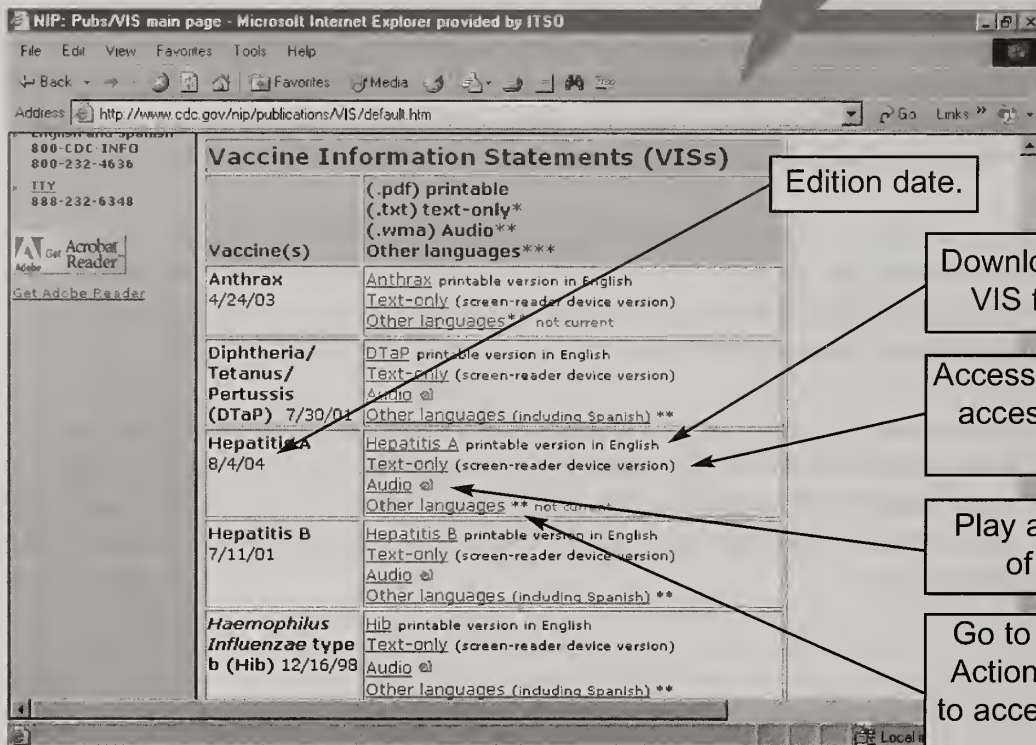 NIP: Pubs/VIS main page - Microsoft Internet Explorer provided by ITSO
File Edit View Favorites Tools Help
Back Favorites Media
Address http://www.cdc.gov/nip/publications/VIS/default.htm Go Links »
English and Spanish
800-CDC-INFO
800-232-4636
TTY
888-232-6348
Adobe Get Acrobat Reader
Get Adobe Reader
Vaccine Information Statements (VISs)
Vaccine(s)
(.pdf) printable
(.txt) text-only*
(.wma) Audio**
Other languages***
Anthrax
4/24/03
Anthrax printable version in English
Text-only (screen-reader device version)
Other languages** not current
Diphtheria/
Tetanus/
Pertussis
(DTaP) 7/30/01
DTaP printable version in English
Text-only (screen-reader device version)
Audio
Other languages (including Spanish) **
Hepatitis A
8/4/04
Hepatitis A printable version in English
Text-only (screen-reader device version)
Audio
Other languages ** not current
Hepatitis B
7/11/01
Hepatitis B printable version in English
Text-only (screen-reader device version)
Audio
Other languages (including Spanish) **
Haemophilus
Influenzae type
b (Hib) 12/16/98
Hib printable version in English
Text-only (screen-reader device version)
Audio
Other languages (including Spanish) **
Edition date.
Downlo
VIS
Access
acces
Play a
of
Go to
Action
to acce
Local